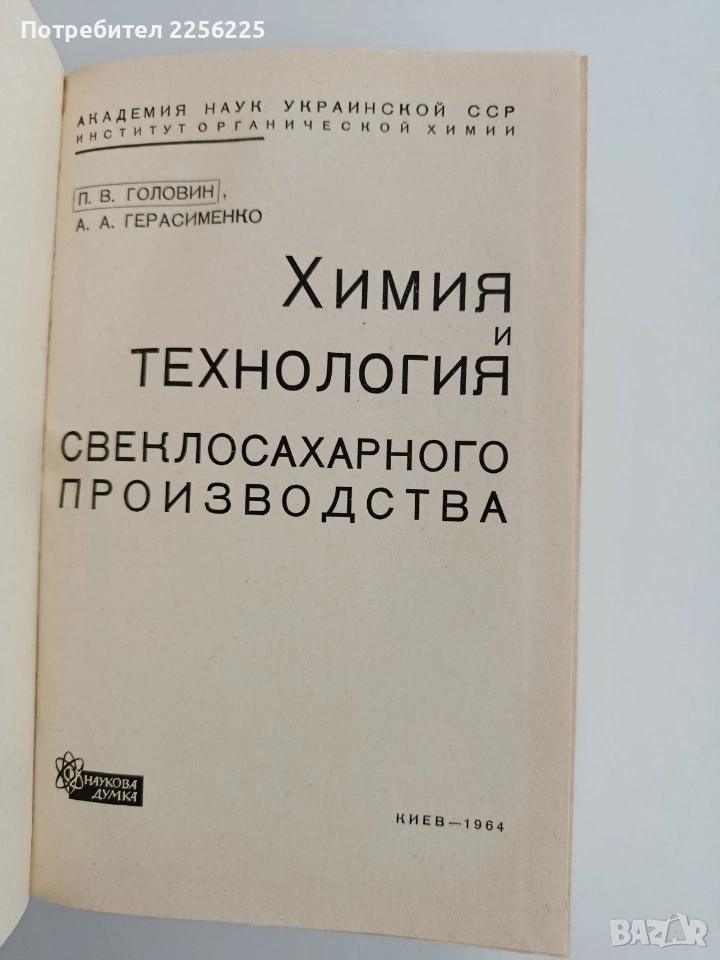 Потребител 2256225
АКАДЕМИЯ НАУК УКРАИНСКОЙ ССР
ИНСТИТУТ ОРГАНИЧЕСКОЙ ХИМИИ
П. В. ГОЛОВИН,
А. А. ГЕРАСИМЕНКО
ХИМИЯ
И
ТЕХНОЛОГИЯ
СВЕКЛОСАХАРНОГО
ПРОИЗВОДСТВА
НАУКОВА
ДУМКА
КИЕВ—1964
BAZAR